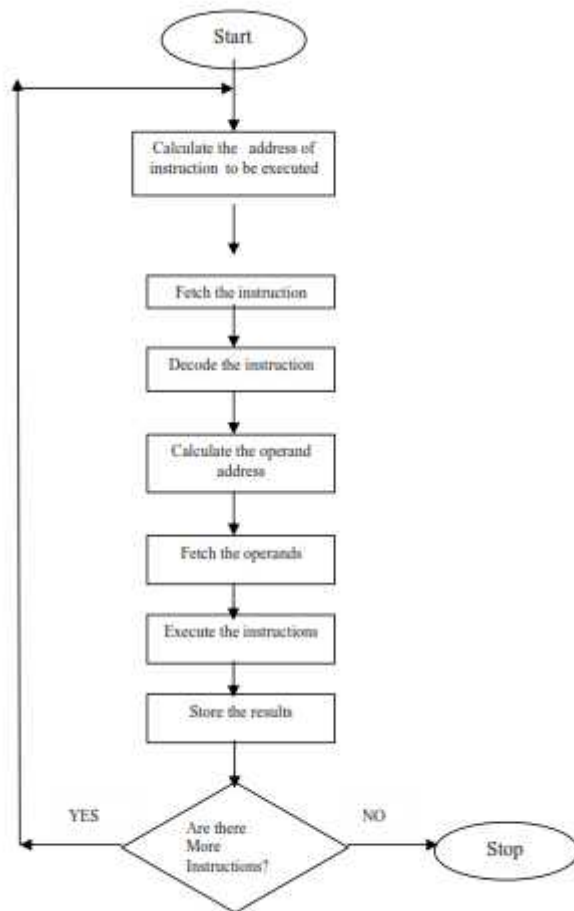 Start
Calculate the address of
instruction to be executed
Fetch the instruction
Decode the instruction
Calculate the operand
address
Fetch the operands
Execute the instructions
Store the results
YES
Are there
More
Instructions?
NO
Stop